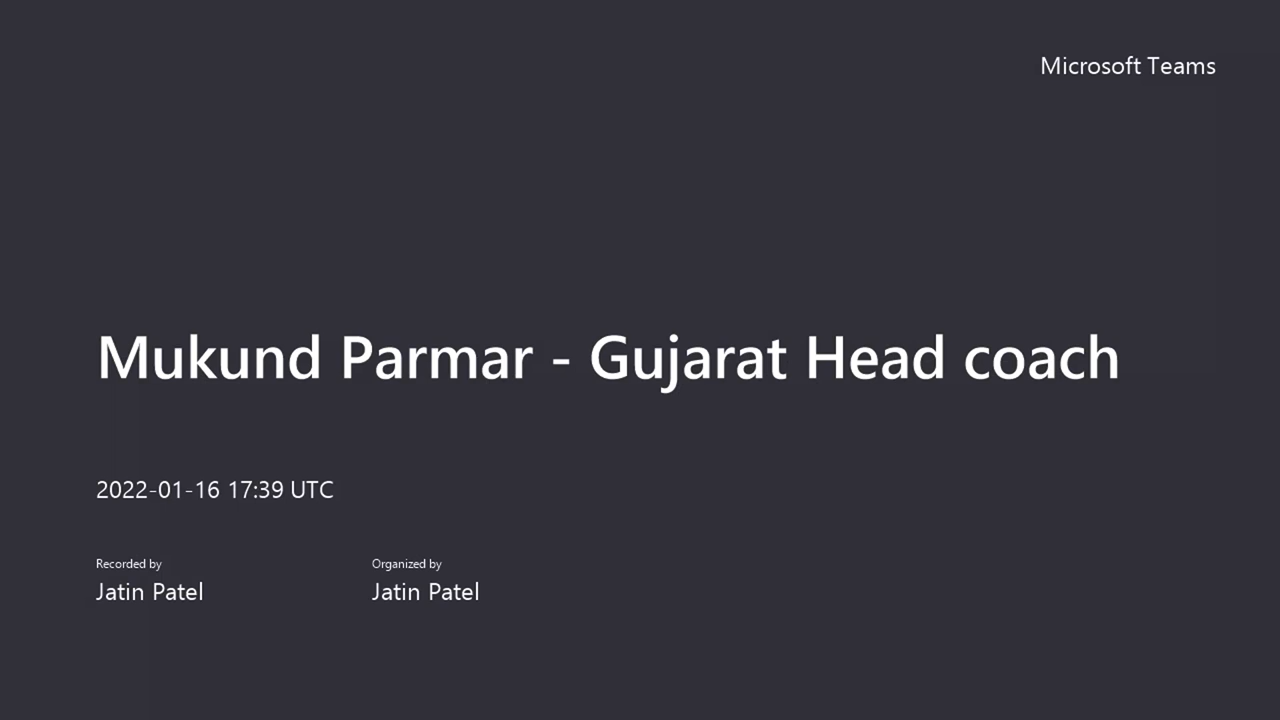 Microsoft Teams
Mukund Parmar - Gujarat Head coach
2022-01-16 17:39 UTC
Recorded by
Jatin Patel
Organized by
Jatin Patel